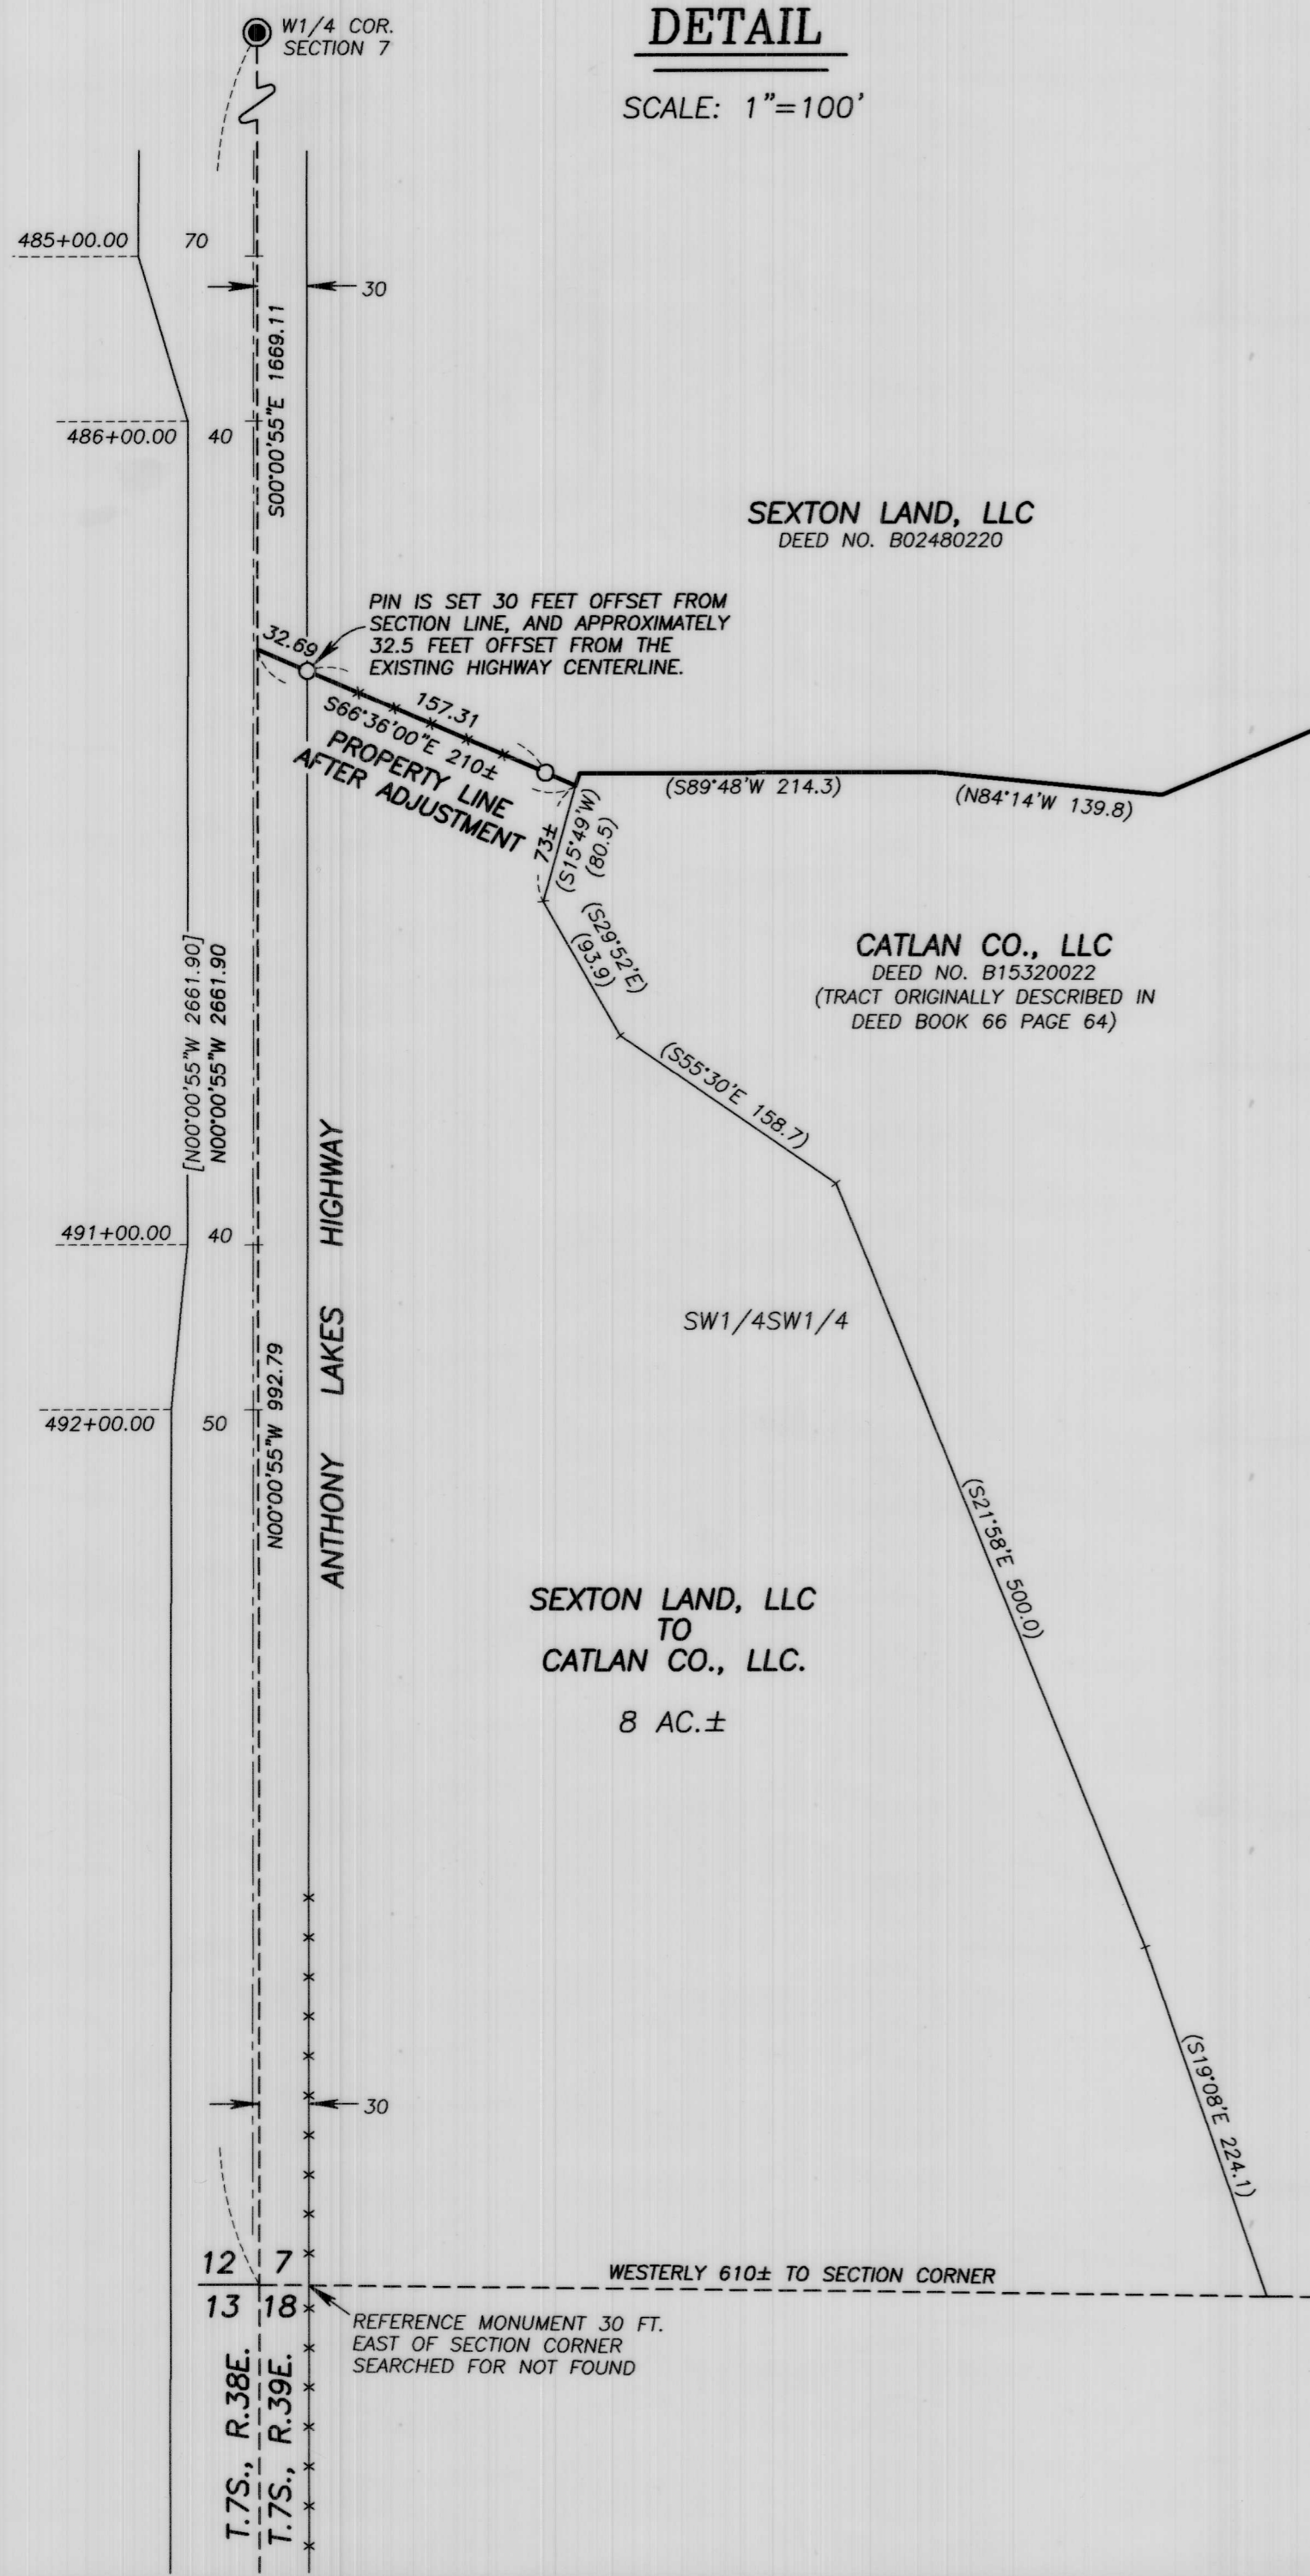 DETAIL
SCALE: 1"=100'
W1/4 COR.
SECTION 7
485+00.00
70
30
S00°00'55"E 1669.11
486+00.00
40
SEXTON LAND, LLC
DEED NO. B02480220
PIN IS SET 30 FEET OFFSET FROM
SECTION LINE, AND APPROXIMATELY
32.5 FEET OFFSET FROM THE
EXISTING HIGHWAY CENTERLINE.
32.69
157.31
S66°36'00"E 210±
PROPERTY LINE
AFTER ADJUSTMENT
(S89°48'W 214.3)
(N84°14'W 139.8)
73±
(S15°49'W)
(80.5)
(S29°52'E)
(93.9)
CATLAN CO., LLC
DEED NO. B15320022
(TRACT ORIGINALLY DESCRIBED IN
DEED BOOK 66 PAGE 64)
[N00°00'55"W 2661.90]
N00°00'55"W 2661.90
(S55°30'E 158.7)
ANTHONY LAKES HIGHWAY
491+00.00
40
SW1/4SW1/4
N00°00'55"W 992.79
492+00.00
50
(S21°58'E 500.0)
SEXTON LAND, LLC
TO
CATLAN CO., LLC.
8 AC.±
(S19°08'E 224.1)
30
12
7
WESTERLY 610± TO SECTION CORNER
13
18
REFERENCE MONUMENT 30 FT.
EAST OF SECTION CORNER
SEARCHED FOR NOT FOUND
T.7S., R.38E.
T.7S., R.39E.